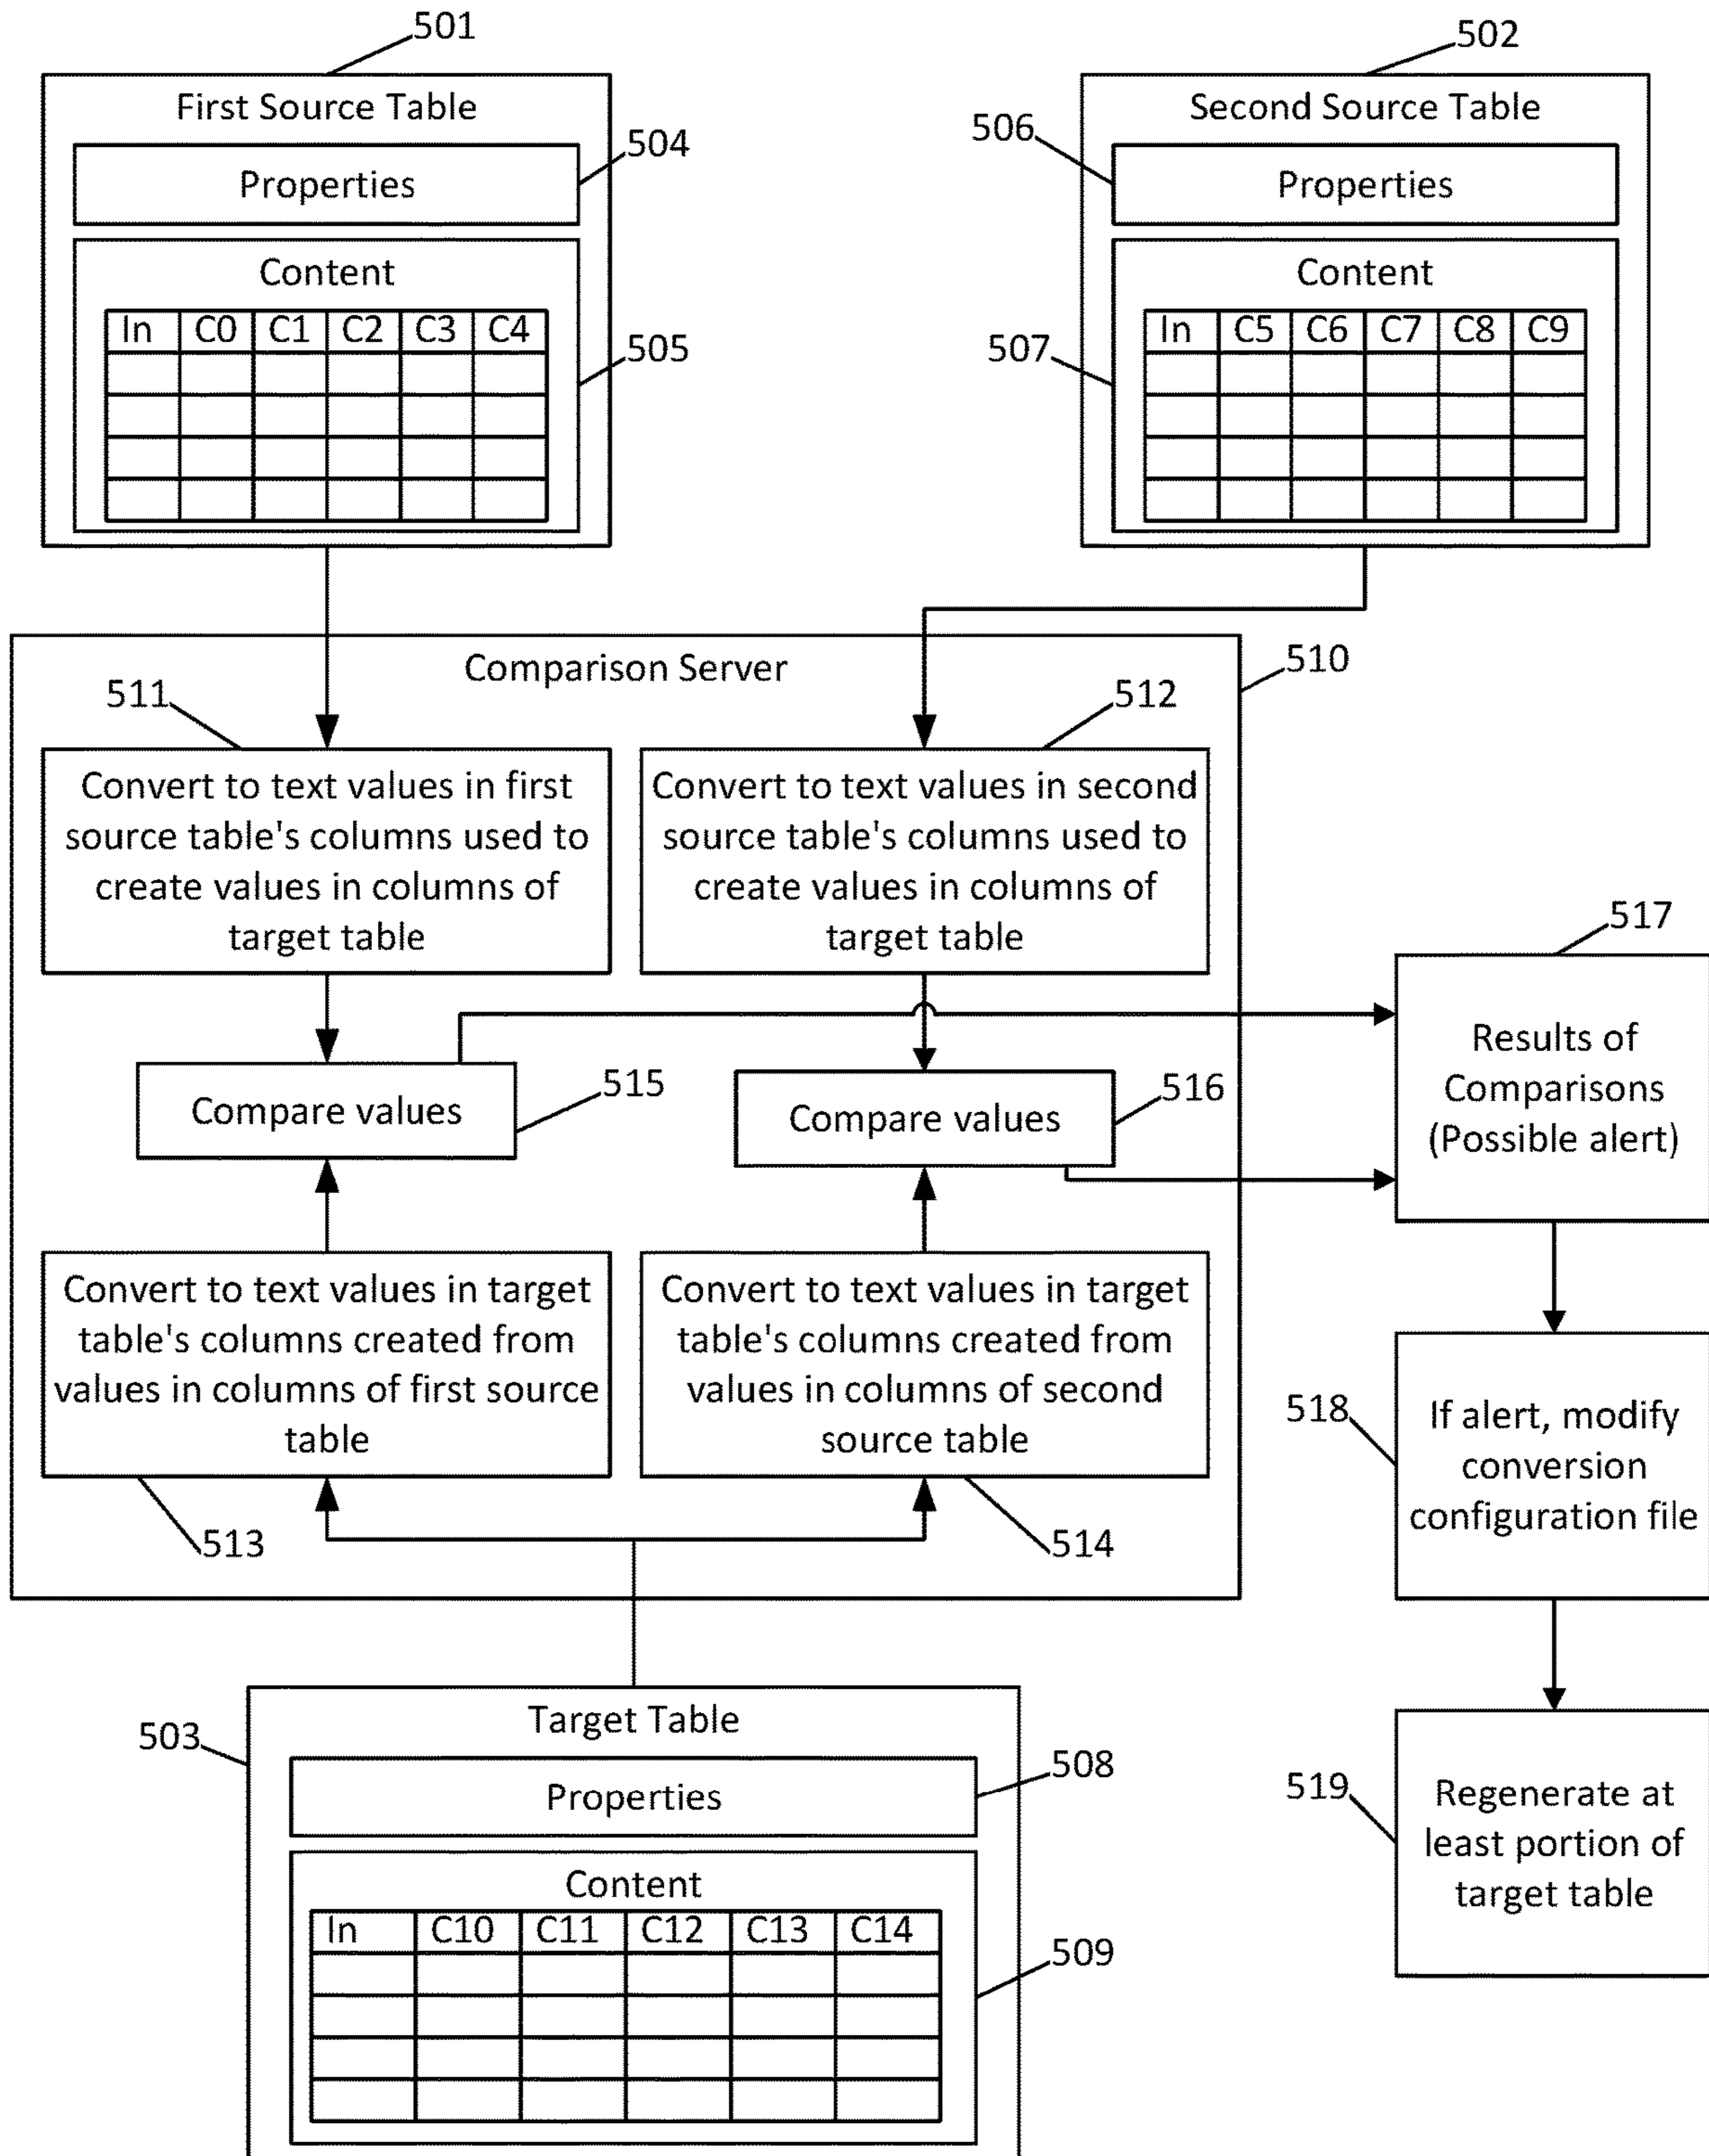 501
First Source Table
504
Properties
Content
In C0 C1 C2 C3 C4
505
502
Second Source Table
506
Properties
Content
In C5 C6 C7 C8 C9
507
Comparison Server
510
511
Convert to text values in first
source table's columns used to
create values in columns of
target table
512
Convert to text values in second
source table's columns used to
create values in columns of
target table
Compare values
515
Compare values
516
517
Results of
Comparisons
(Possible alert)
Convert to text values in target
table's columns created from
values in columns of first source
table
513
Convert to text values in target
table's columns created from
values in columns of second
source table
514
518
If alert, modify
conversion
configuration file
519
Regenerate at
least portion of
target table
503
Target Table
Properties
508
Content
In C10 C11 C12 C13 C14
509